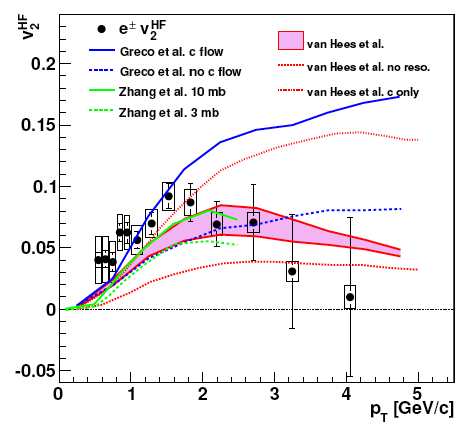 v₂ᴴᶠ
e± v₂ᴴᶠ
Greco et al. c flow
Greco et al. no c flow
Zhang et al. 10 mb
Zhang et al. 3 mb
van Hees et al.
van Hees et al. no reso.
van Hees et al. c only
0.2
0.15
0.1
0.05
0
-0.05
0 1 2 3 4 5
p_T [GeV/c]